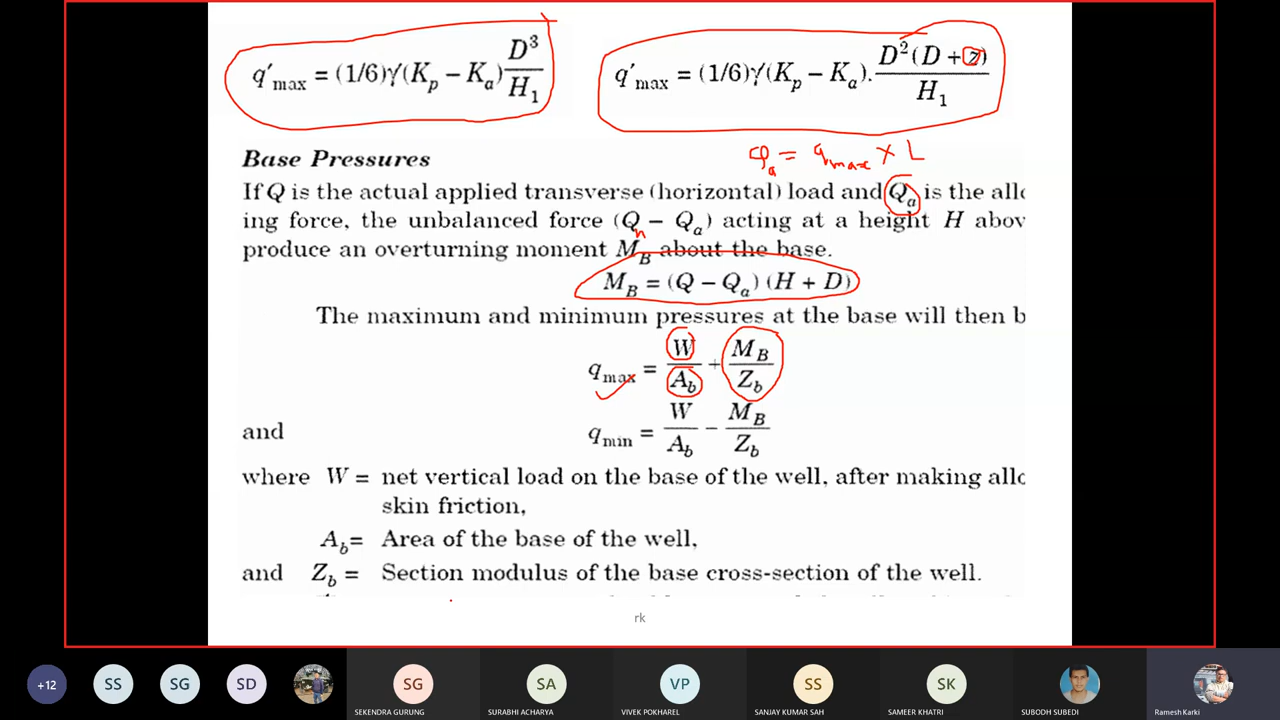 q′max = (1/6)γ′(Kp − Ka) D³/H₁
q′max = (1/6)γ′(Kp − Ka). D²(D + z)/H₁
Qa = qmax × L
Base Pressures
If Q is the actual applied transverse (horizontal) load and Qa is the allo
ing force, the unbalanced force (Q − Qa) acting at a height H abov
n
produce an overturning moment MB about the base.
MB = (Q − Qa) (H + D)
The maximum and minimum pressures at the base will then b
qmax = W/Ab + MB/Zb
and qmin = W/Ab − MB/Zb
where W = net vertical load on the base of the well, after making allo
skin friction,
Ab = Area of the base of the well,
and Zb = Section modulus of the base cross-section of the well.
rk
+12 SS SG SD SG SA VP SS SK
SEKENDRA GURUNG SURABHI ACHARYA VIVEK POKHAREL SANJAY KUMAR SAH SAMEER KHATRI SUBODH SUBEDI Ramesh Karki